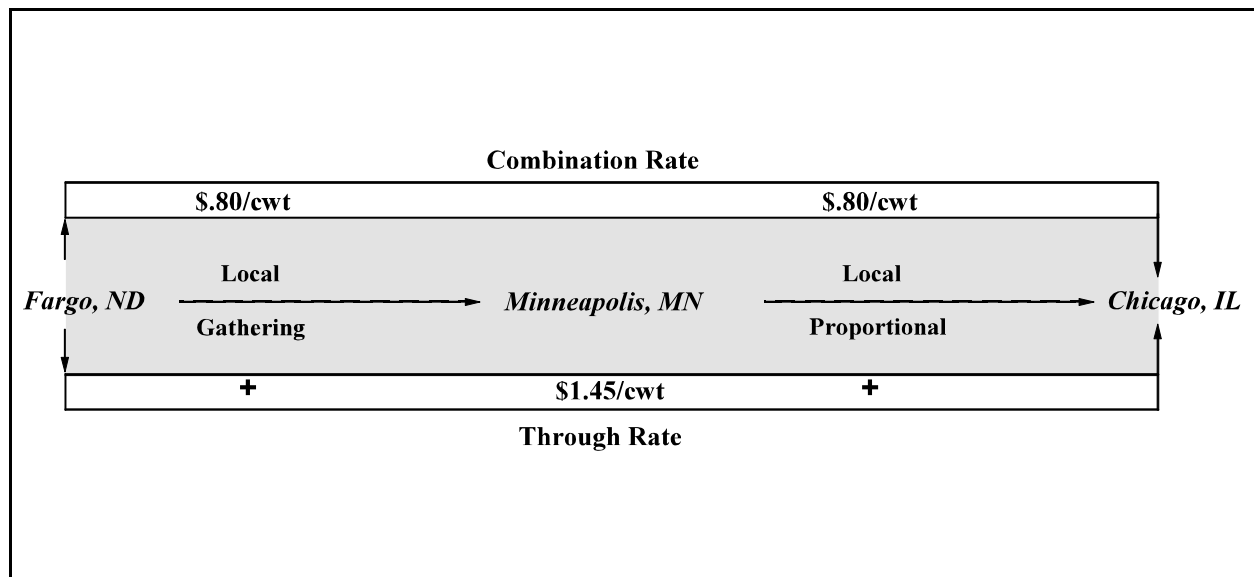 Combination Rate
$.80/cwt $.80/cwt
Local Local
Fargo, ND Minneapolis, MN Chicago, IL
Gathering Proportional
+ $1.45/cwt +
Through Rate